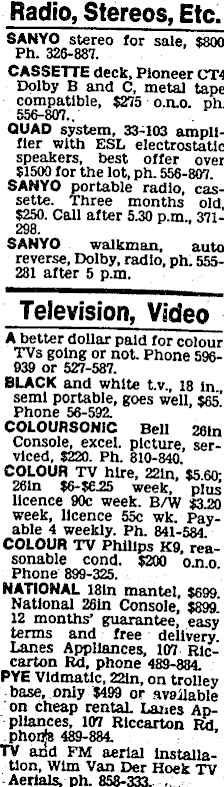 Radio, Stereos, Etc.
SANYO stereo for sale, $800
Ph. 326-887.
CASSETTE deck, Pioneer CT4
Dolby B and C, metal tape
compatible, $275 o.n.o. ph.
556-807..
QUAD system, 33-103 ampli-
fier with ESL electrostatic
speakers, best offer over
$1500 for the lot, ph. 556-807.
SANYO portable radio, cas-
sette. Three months old,
$250. Call after 5.30 p.m., 371-
298.
SANYO walkman, auto
reverse, Dolby, radio, ph. 555-
281 after 5 p.m.
Television, Video
A better dollar paid for colour
TVs going or not. Phone 596-
939 or 527-587.
BLACK and white t.v., 18 in.,
semi portable, goes well, $65.
Phone 56-592.
COLOURSONIC Bell 26in
Console, excel. picture, ser-
viced, $220. Ph. 810-840.
COLOUR TV hire, 22in, $5.60;
26in $6-$6.25 week, plus
licence 90c week. B/W $3.20
week, licence 55c wk. Pay-
able 4 weekly. Ph. 841-584.
COLOUR TV Philips K9, rea-
sonable cond. $200 o.n.o.
Phone 899-325.
NATIONAL 18in mantel, $699.
National 26in Console, $899.
12 months' guarantee, easy
terms and free delivery.
Lanes Appliances, 107 Ric-
carton Rd, phone 489-884.
PYE Vidmatic, 22in, on trolley
base, only $499 or available
on cheap rental. Lanes Ap-
pliances, 107 Riccarton Rd,
phone 489-884.
TV and FM aerial installa-
tion, Wim Van Der Hoek TV
Aerials, ph. 858-333.